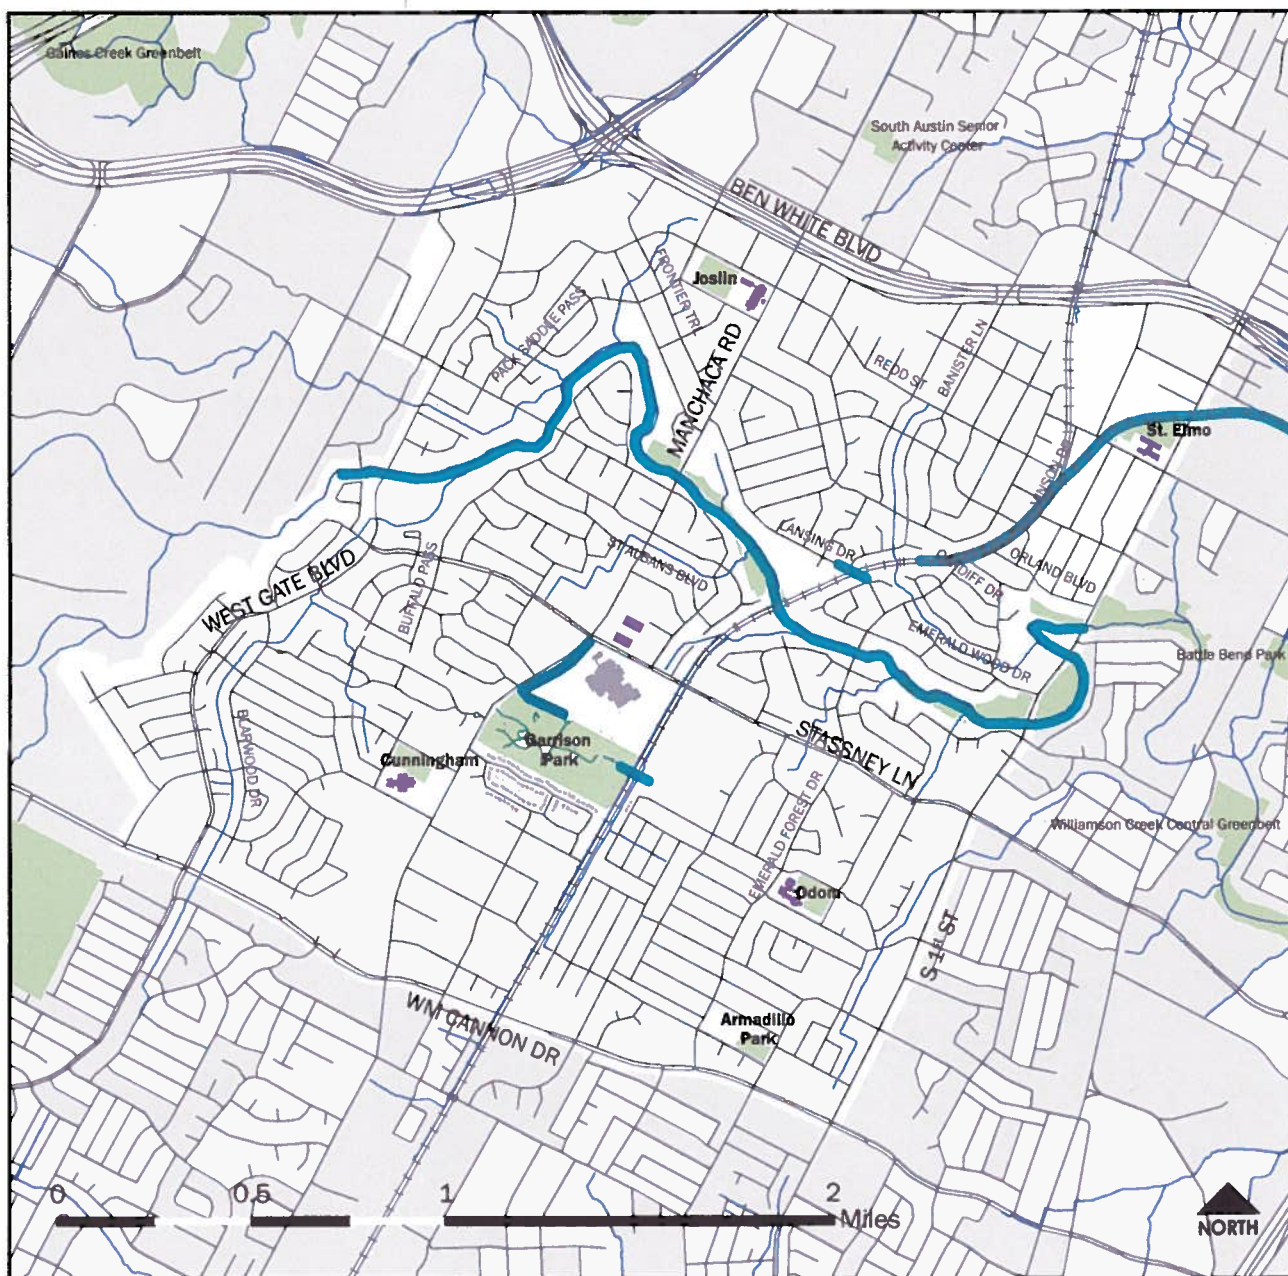 Gaines Creek Greenbelt
South Austin Senior
Activity Center
BEN WHITE BLVD
FRONTIER TRL
Joslin
PACK SADDLE PASS
MANCHACA RD
REDD ST
BANISTER LN
St. Elmo
LANSING DR
ORLAND BLVD
ST ALBANS BLVD
WEST GATE BLVD
BUFFALO PASS
EMERALD WOOD DR
Battle Bend Park
STASSNEY LN
Garrison
Park
Cunningham
BLARWOOD DR
EMERALD FOREST DR
Williamson Creek Central Greenbelt
Odom
S 1ST ST
WM CANNON DR
Armadillo
Park
0 0.5 1 2
Miles
NORTH